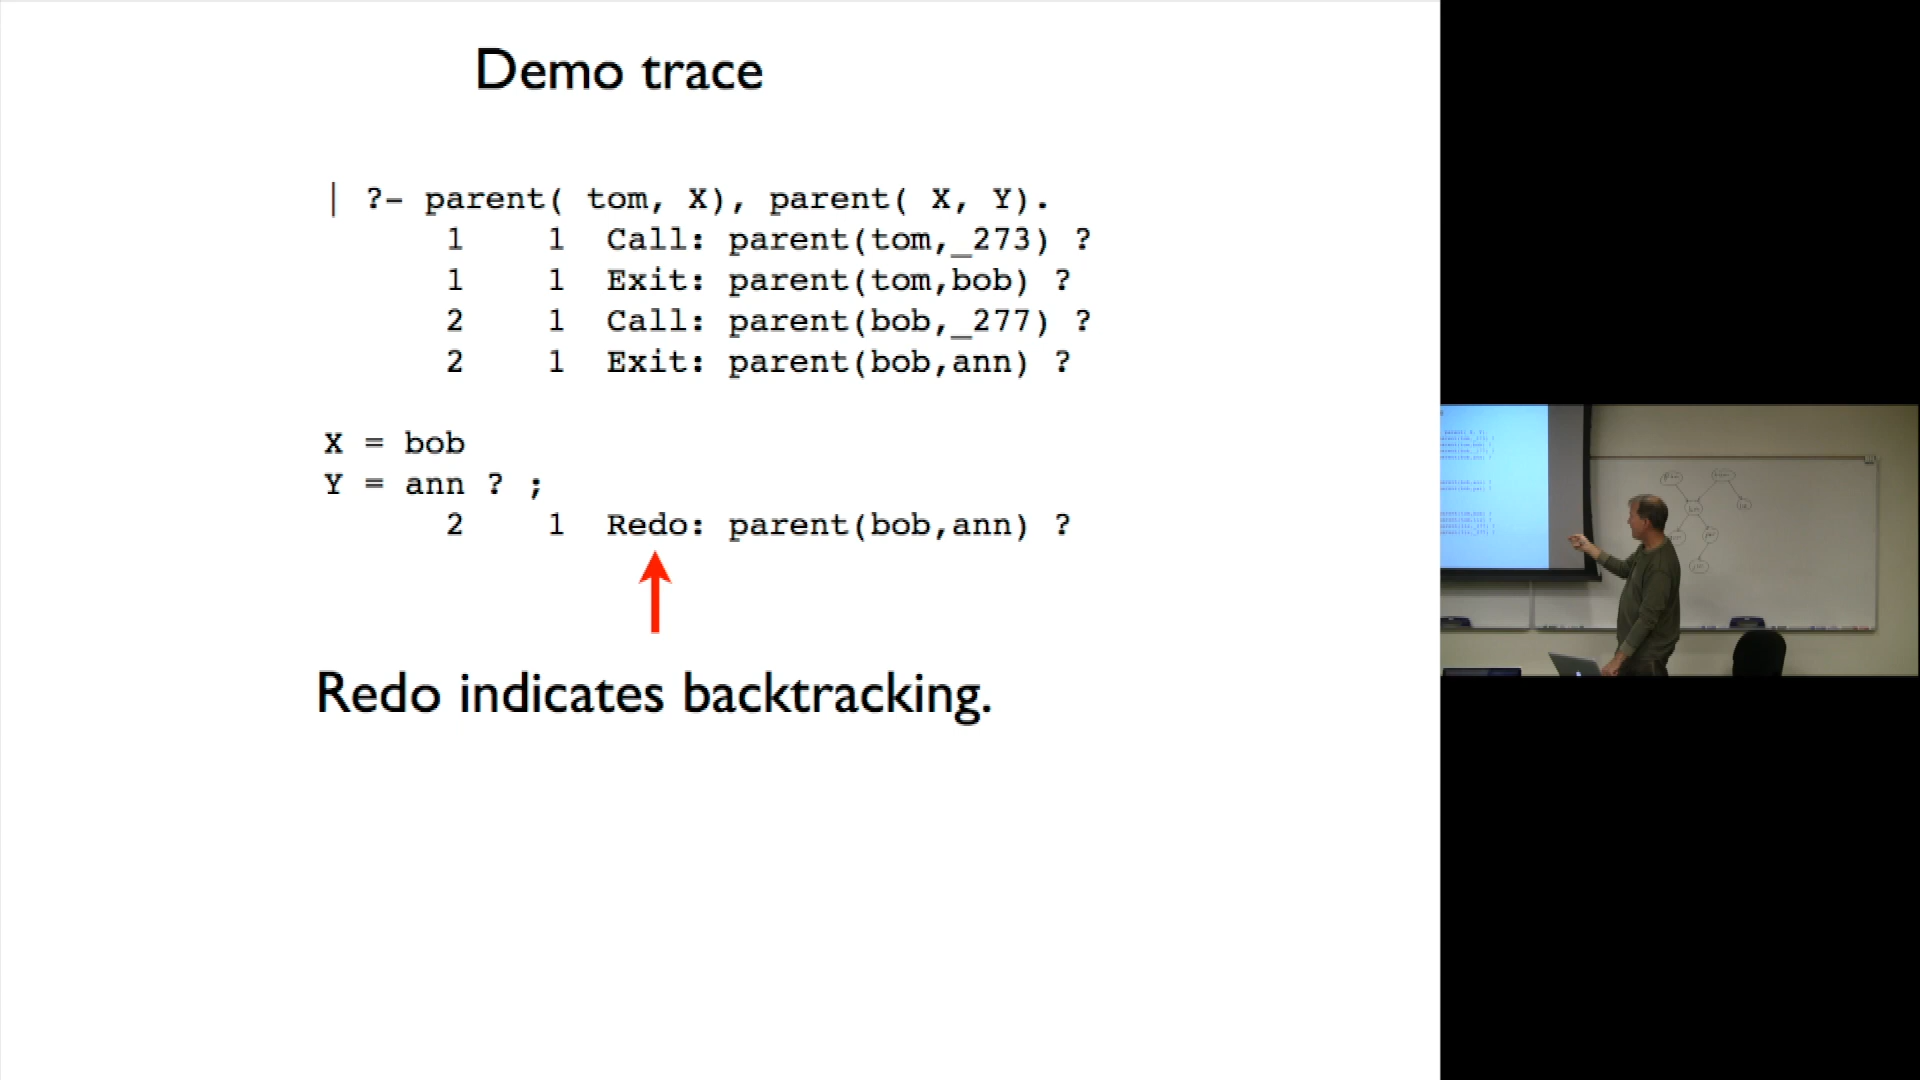 Demo trace
| ?- parent( tom, X), parent( X, Y).
1 1 Call: parent(tom,_273) ?
1 1 Exit: parent(tom,bob) ?
2 1 Call: parent(bob,_277) ?
2 1 Exit: parent(bob,ann) ?
X = bob
Y = ann ? ;
2 1 Redo: parent(bob,ann) ?
Redo indicates backtracking.